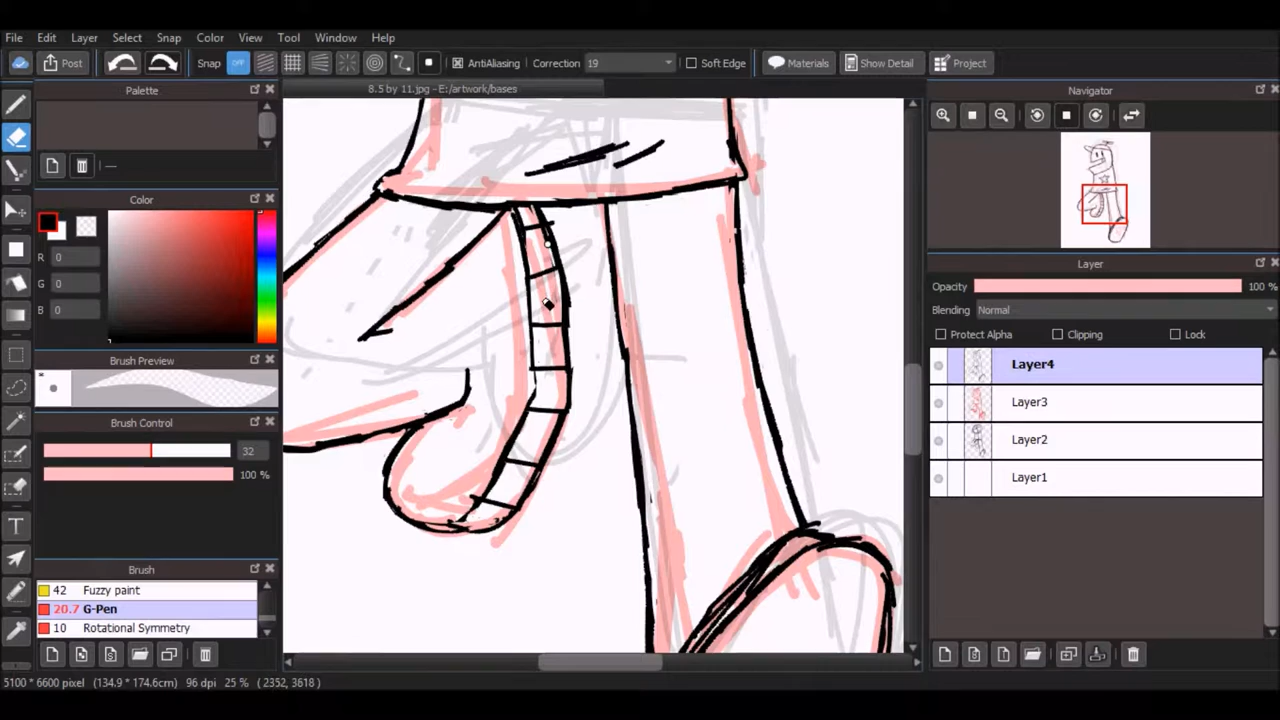 File Edit Layer Select Snap Color View Tool Window Help
Post Snap OFF AntiAliasing Correction 19 Soft Edge Materials Show Detail Project
Palette
8.5 by 11.jpg - E:/artwork/bases
Navigator
Color
R 0
G 0
B 0
Layer
Opacity 100 %
Blending Normal
Protect Alpha Clipping Lock
Brush Preview
Layer4
Layer3
Brush Control
Layer2
32
100 %
Layer1
T
Brush
42 Fuzzy paint
20.7 G-Pen
10 Rotational Symmetry
5100 * 6600 pixel (134.9 * 174.6cm) 96 dpi 25 % ( 2352, 3618 )